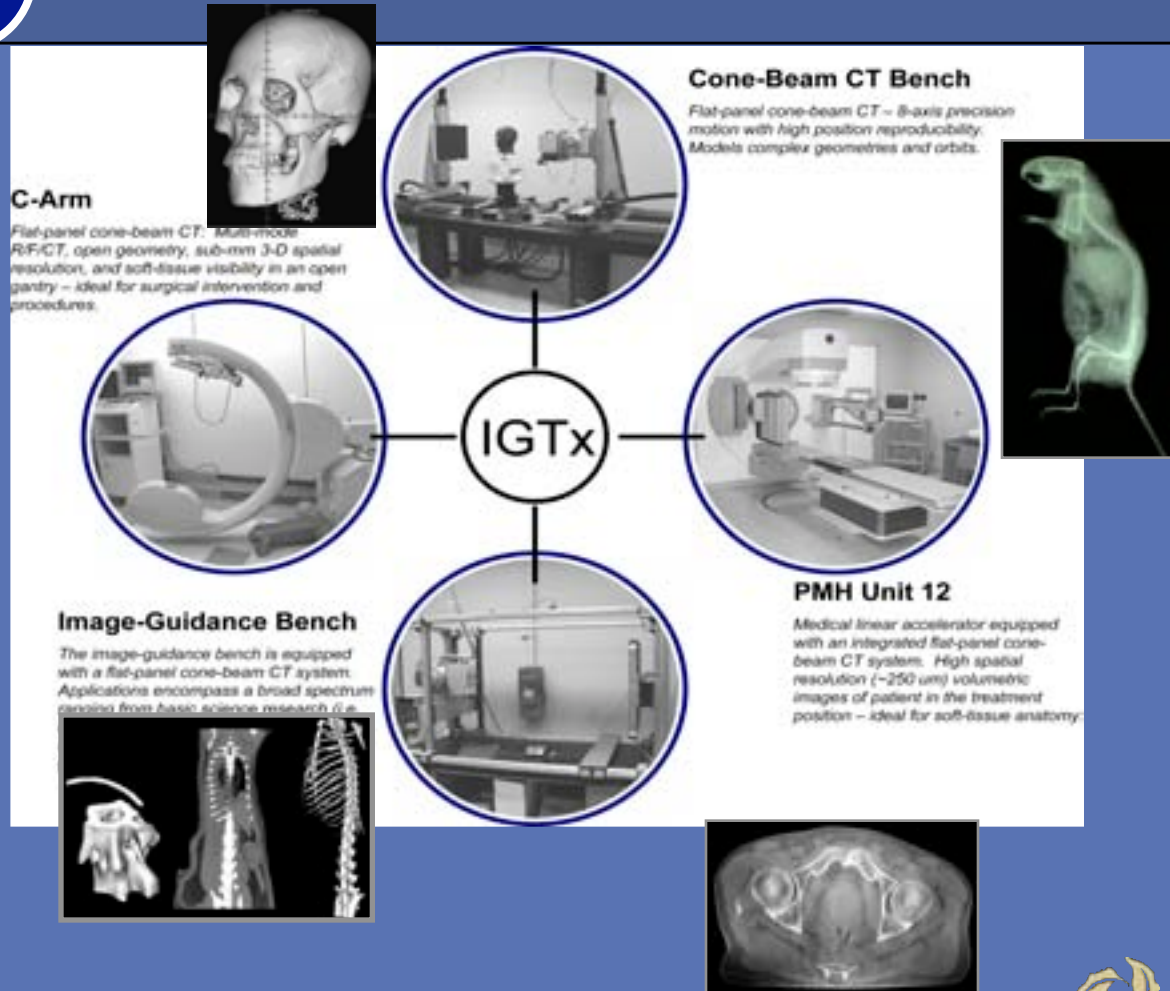 Cone-Beam CT Bench
Flat-panel cone-beam CT – 8-axis precision
motion with high position reproducibility.
Models complex geometries and orbits.
C-Arm
Flat-panel cone-beam CT: Multi-mode
R/F/CT, open geometry, sub-mm 3-D spatial
resolution, and soft-tissue visibility in an open
gantry – ideal for surgical intervention and
procedures.
IGTx
PMH Unit 12
Medical linear accelerator equipped
with an integrated flat-panel cone-
beam CT system. High spatial
resolution (~250 um) volumetric
images of patient in the treatment
position – ideal for soft-tissue anatomy.
Image-Guidance Bench
The image-guidance bench is equipped
with a flat-panel cone-beam CT system.
Applications encompass a broad spectrum
ranging from basic science research (i.e.